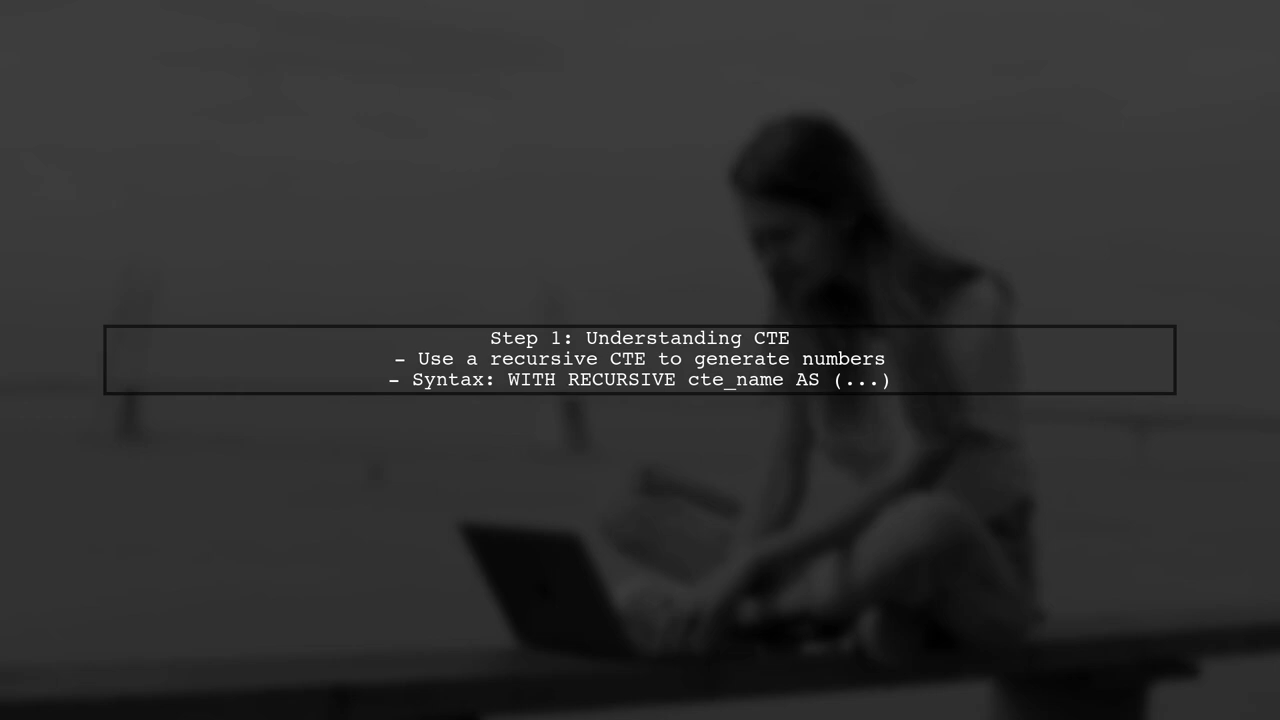 Step 1: Understanding CTE
- Use a recursive CTE to generate numbers
- Syntax: WITH RECURSIVE cte_name AS (...)